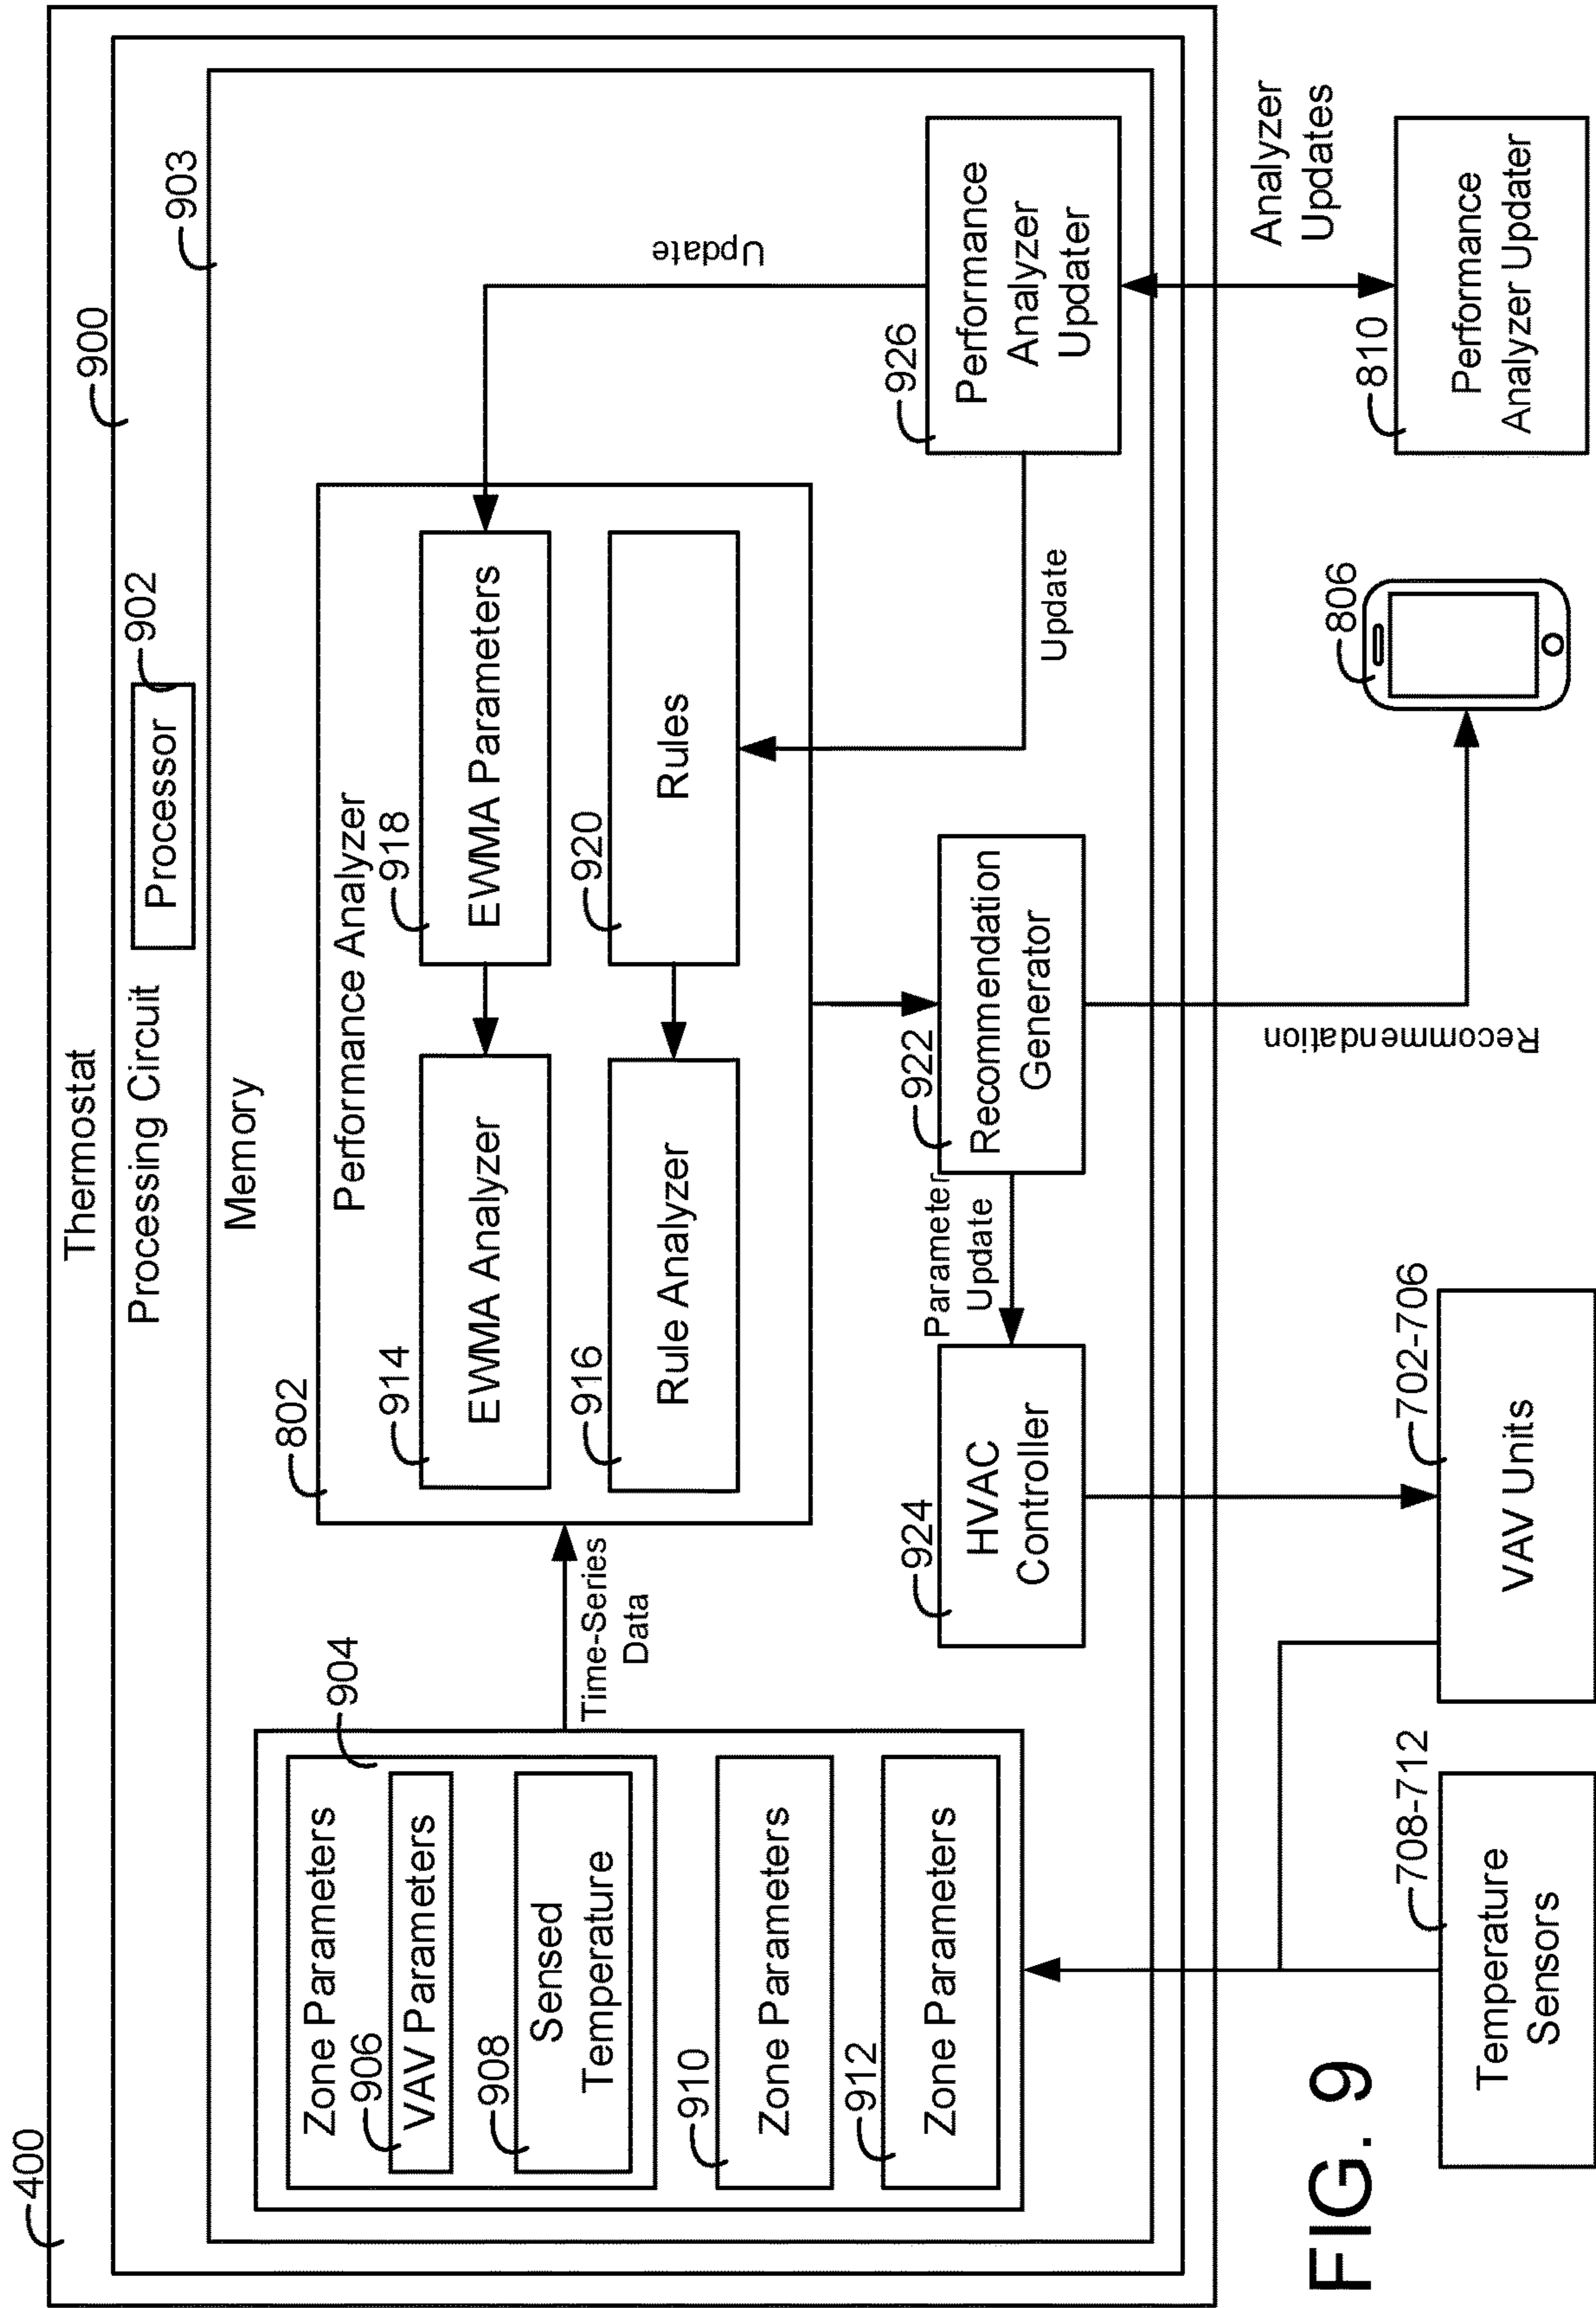 400
Thermostat
900
Processing Circuit
Processor
902
Memory
903
Zone Parameters
904
906
VAV Parameters
908
Sensed
Temperature
910
Zone Parameters
912
Zone Parameters
Time-Series
Data
802
Performance Analyzer
914
EWMA Analyzer
918
EWMA Parameters
916
Rule Analyzer
920
Rules
Update
Update
924
HVAC
Controller
Parameter
Update
922
Recommendation
Generator
926
Performance
Analyzer
Updater
Recommendation
Analyzer
Updates
FIG. 9
708-712
Temperature
Sensors
702-706
VAV Units
806
810
Performance
Analyzer Updater